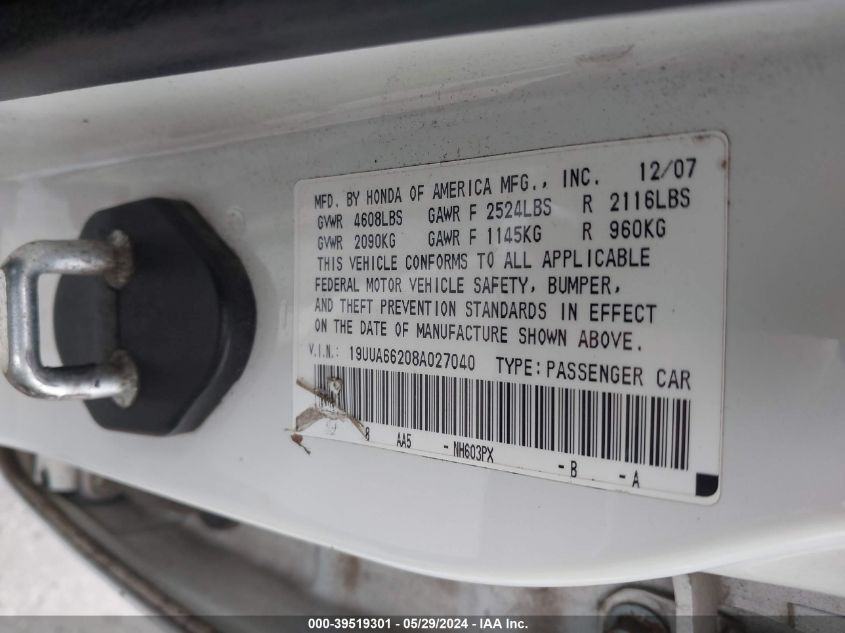 MFD. BY HONDA OF AMERICA MFG., INC. 12/07
GVWR 4608LBS GAWR F 2524LBS R 2116LBS
GVWR 2090KG GAWR F 1145KG R 960KG
THIS VEHICLE CONFORMS TO ALL APPLICABLE
FEDERAL MOTOR VEHICLE SAFETY, BUMPER,
AND THEFT PREVENTION STANDARDS IN EFFECT
ON THE DATE OF MANUFACTURE SHOWN ABOVE.
V.I.N.: 19UUA66208A027040 TYPE: PASSENGER CAR
8 AA5 - NH603PX - B - A
000-39519301 - 05/29/2024 - IAA Inc.